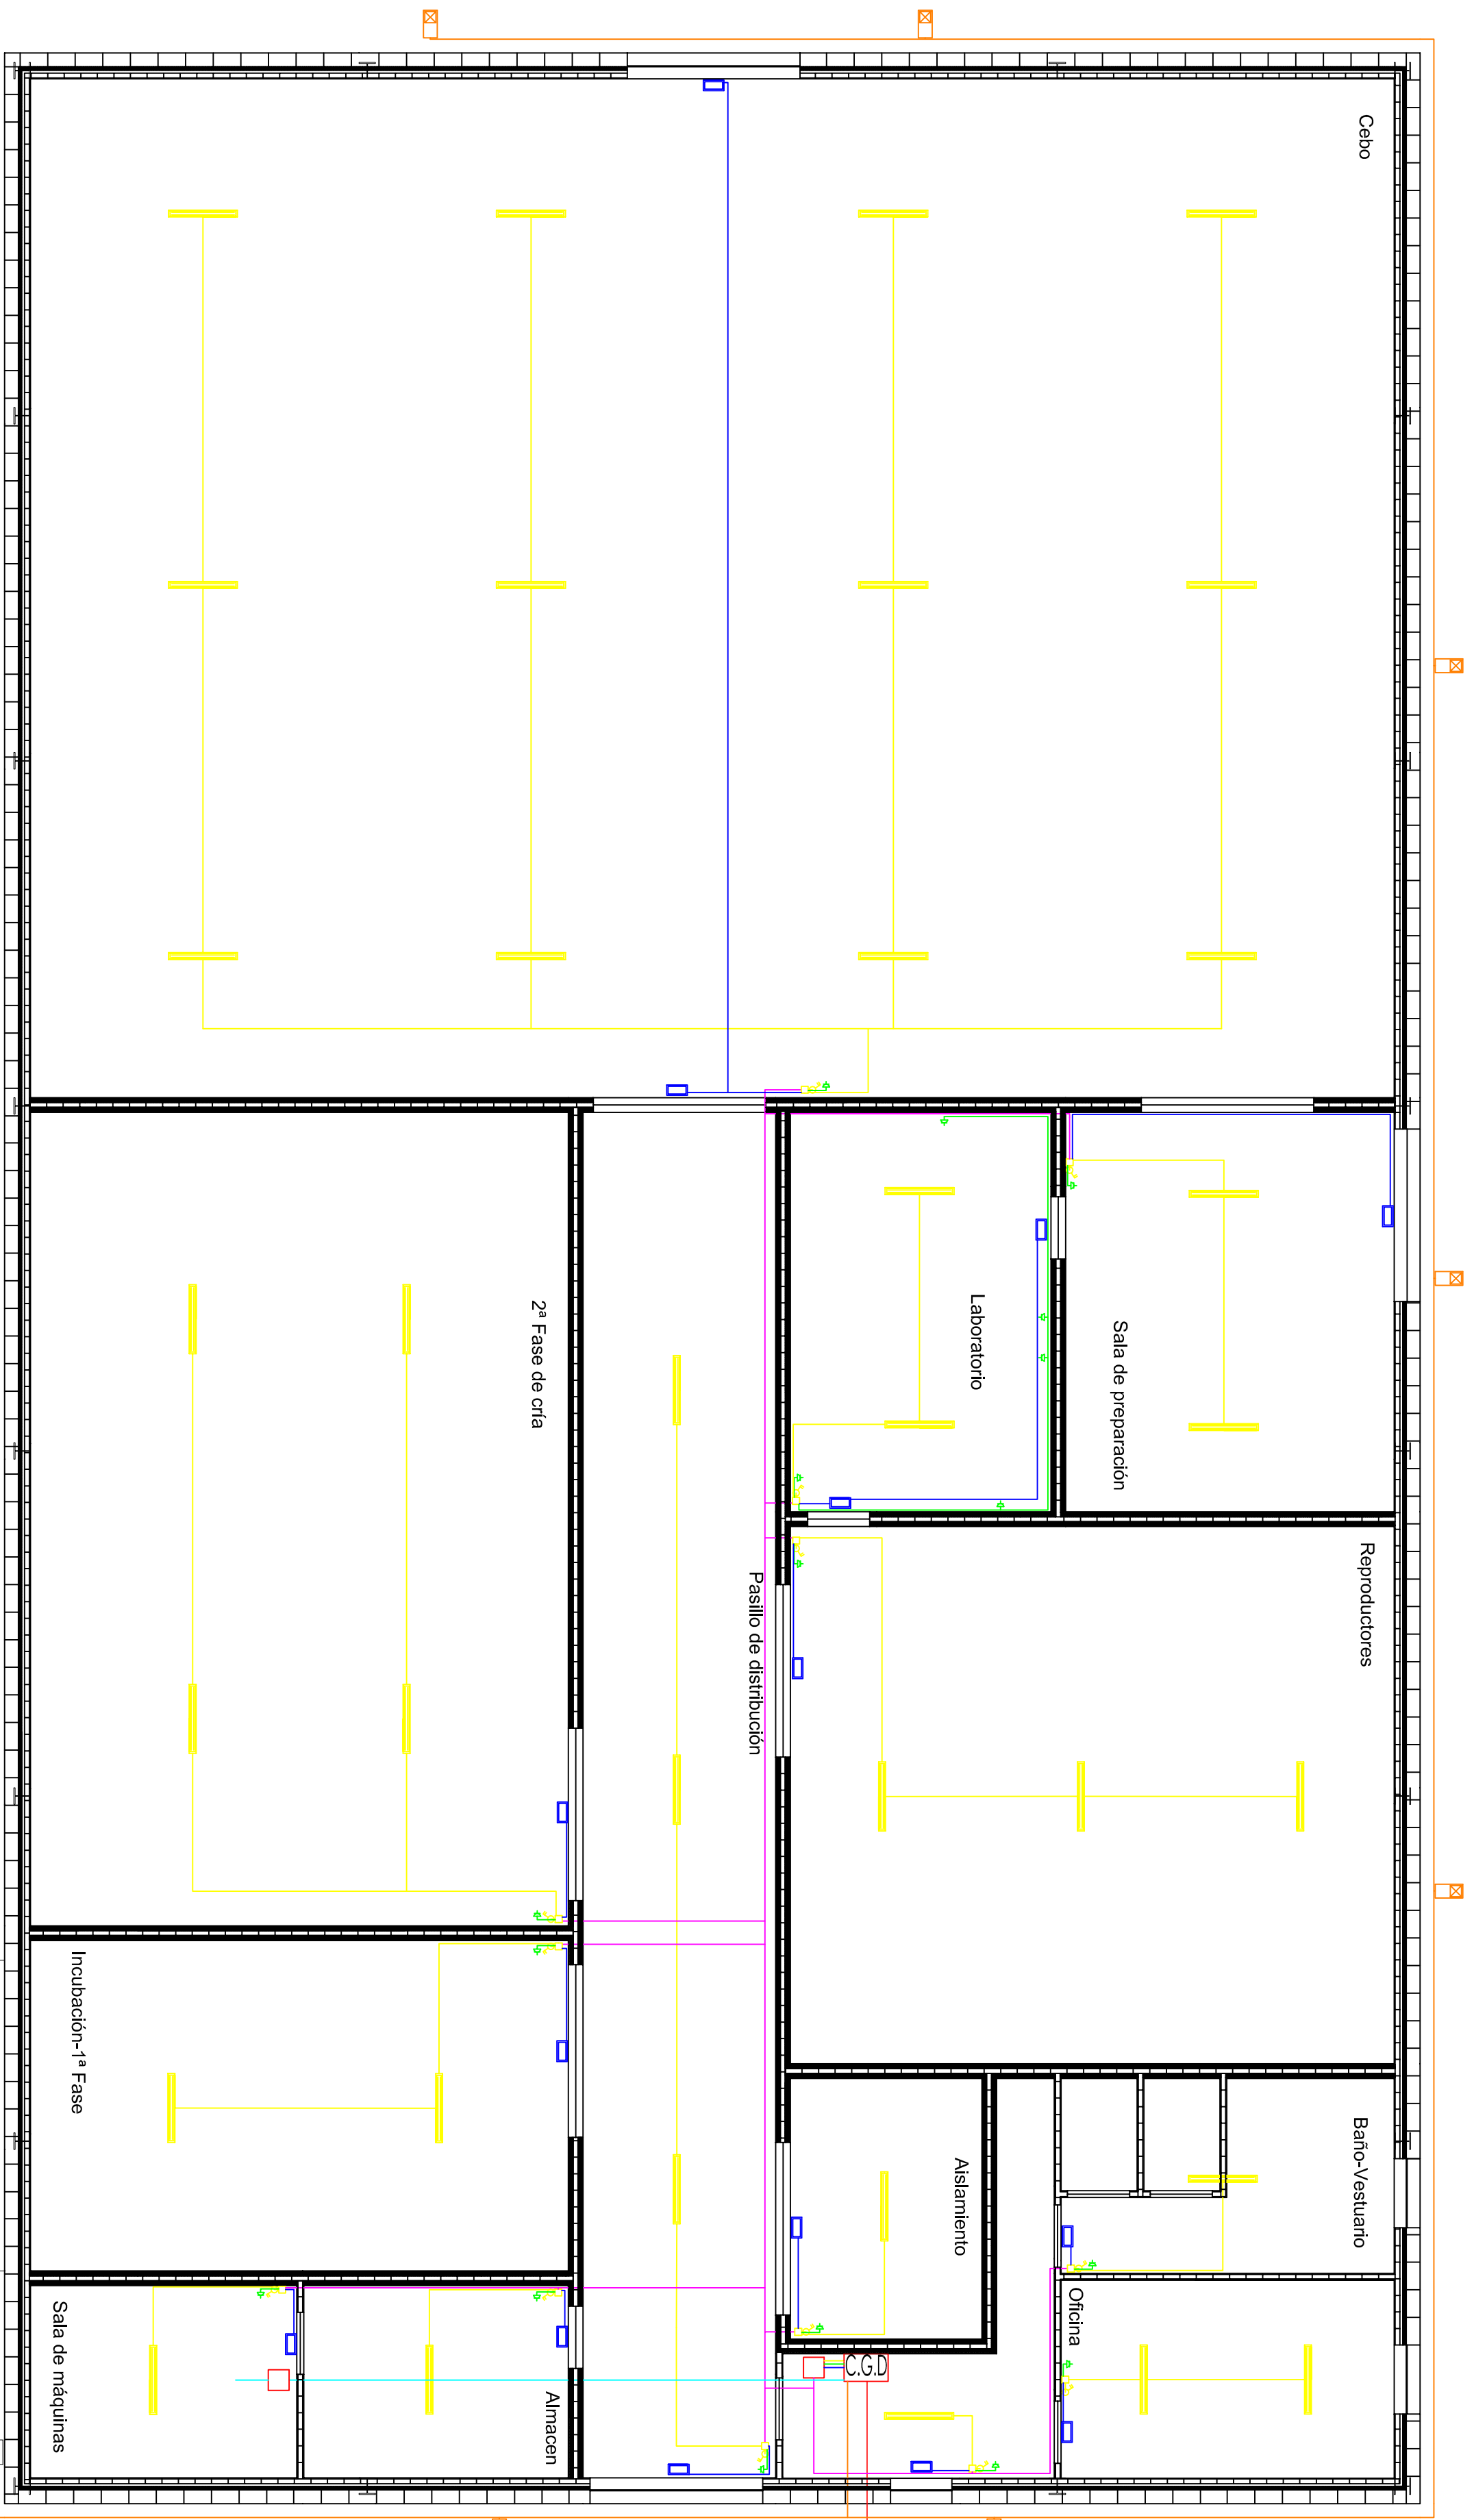 Cebo
Laboratorio
Sala de preparación
2ª Fase de cría
Pasillo de distribución
Reproductores
Incubación-1ª Fase
Aislamiento
Baño-Vestuario
Oficina
Sala de máquinas
Almacen
C.G.D